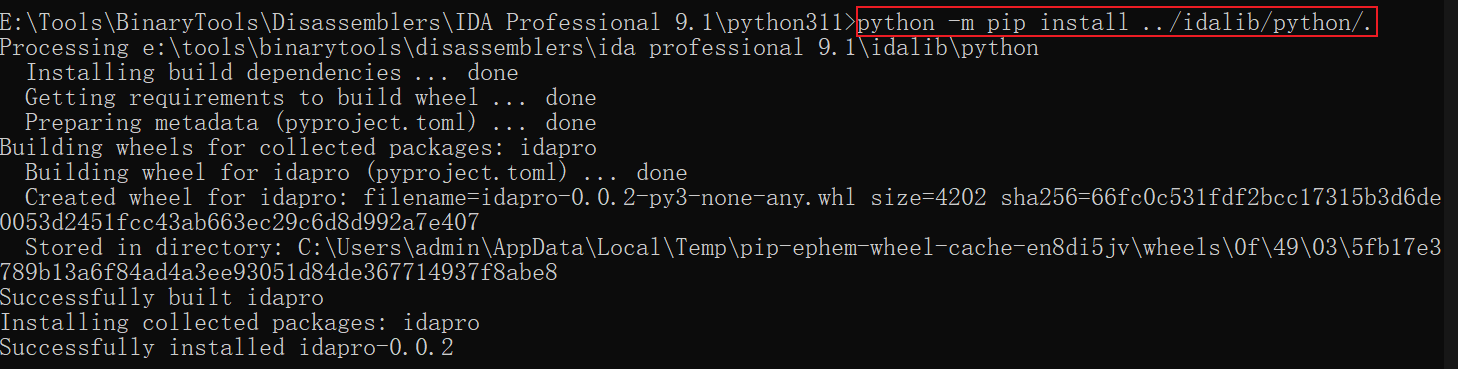 E:\Tools\BinaryTools\Disassemblers\IDA Professional 9.1\python311>python -m pip install ../idalib/python/.
Processing e:\tools\binarytools\disassemblers\ida professional 9.1\idalib\python
  Installing build dependencies ... done
  Getting requirements to build wheel ... done
  Preparing metadata (pyproject.toml) ... done
Building wheels for collected packages: idapro
  Building wheel for idapro (pyproject.toml) ... done
  Created wheel for idapro: filename=idapro-0.0.2-py3-none-any.whl size=4202 sha256=66fc0c531fdf2bcc17315b3d6de
0053d2451fcc43ab663ec29c6d8d992a7e407
  Stored in directory: C:\Users\admin\AppData\Local\Temp\pip-ephem-wheel-cache-en8di5jv\wheels\0f\49\03\5fb17e3
789b13a6f84ad4a3ee93051d84de367714937f8abe8
Successfully built idapro
Installing collected packages: idapro
Successfully installed idapro-0.0.2